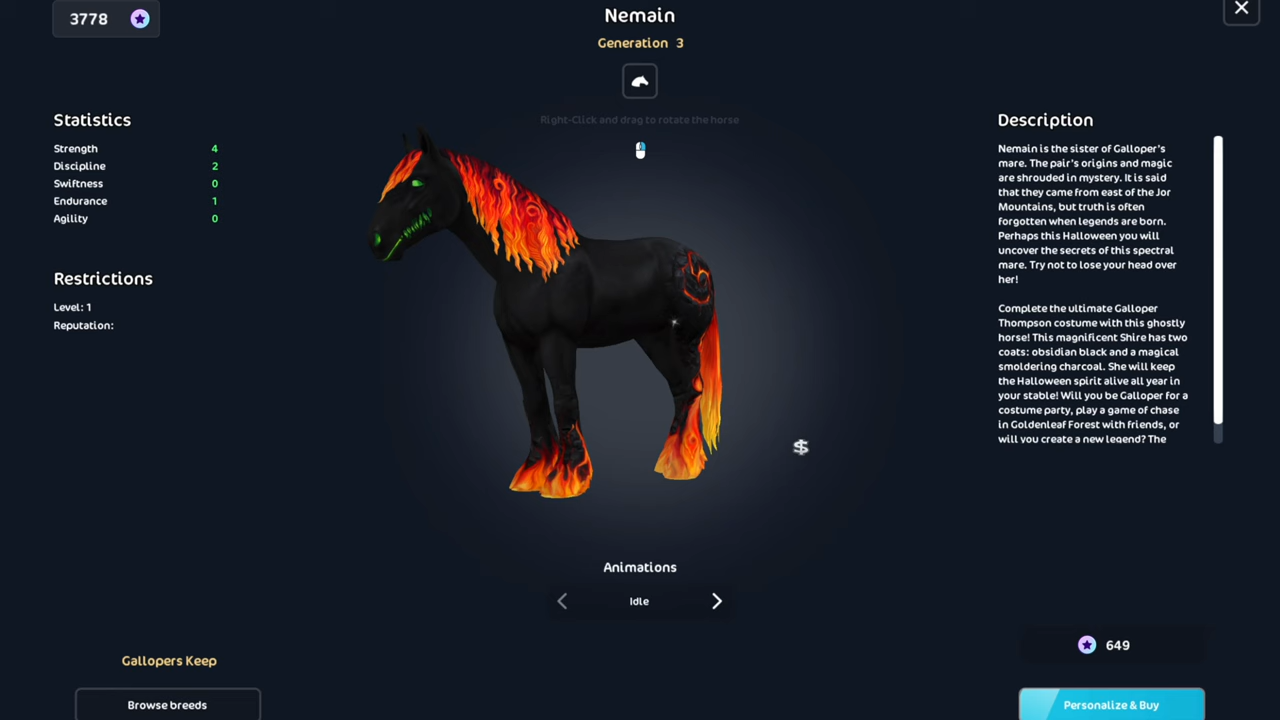 3778
Nemain
Generation 3
Right-Click and drag to rotate the horse
Statistics
Strength 4
Discipline 2
Swiftness 0
Endurance 1
Agility 0
Restrictions
Level: 1
Reputation:
Description
Nemain is the sister of Galloper's
mare. The pair's origins and magic
are shrouded in mystery. It is said
that they came from east of the Jor
Mountains, but truth is often
forgotten when legends are born.
Perhaps this Halloween you will
uncover the secrets of this spectral
mare. Try not to lose your head over
her!
Complete the ultimate Galloper
Thompson costume with this ghostly
horse! This magnificent Shire has two
coats: obsidian black and a magical
smoldering charcoal. She will keep
the Halloween spirit alive all year in
your stable! Will you be Galloper for a
costume party, play a game of chase
in Goldenleaf Forest with friends, or
will you create a new legend? The
$
Animations
Idle
Gallopers Keep
Browse breeds
649
Personalize & Buy